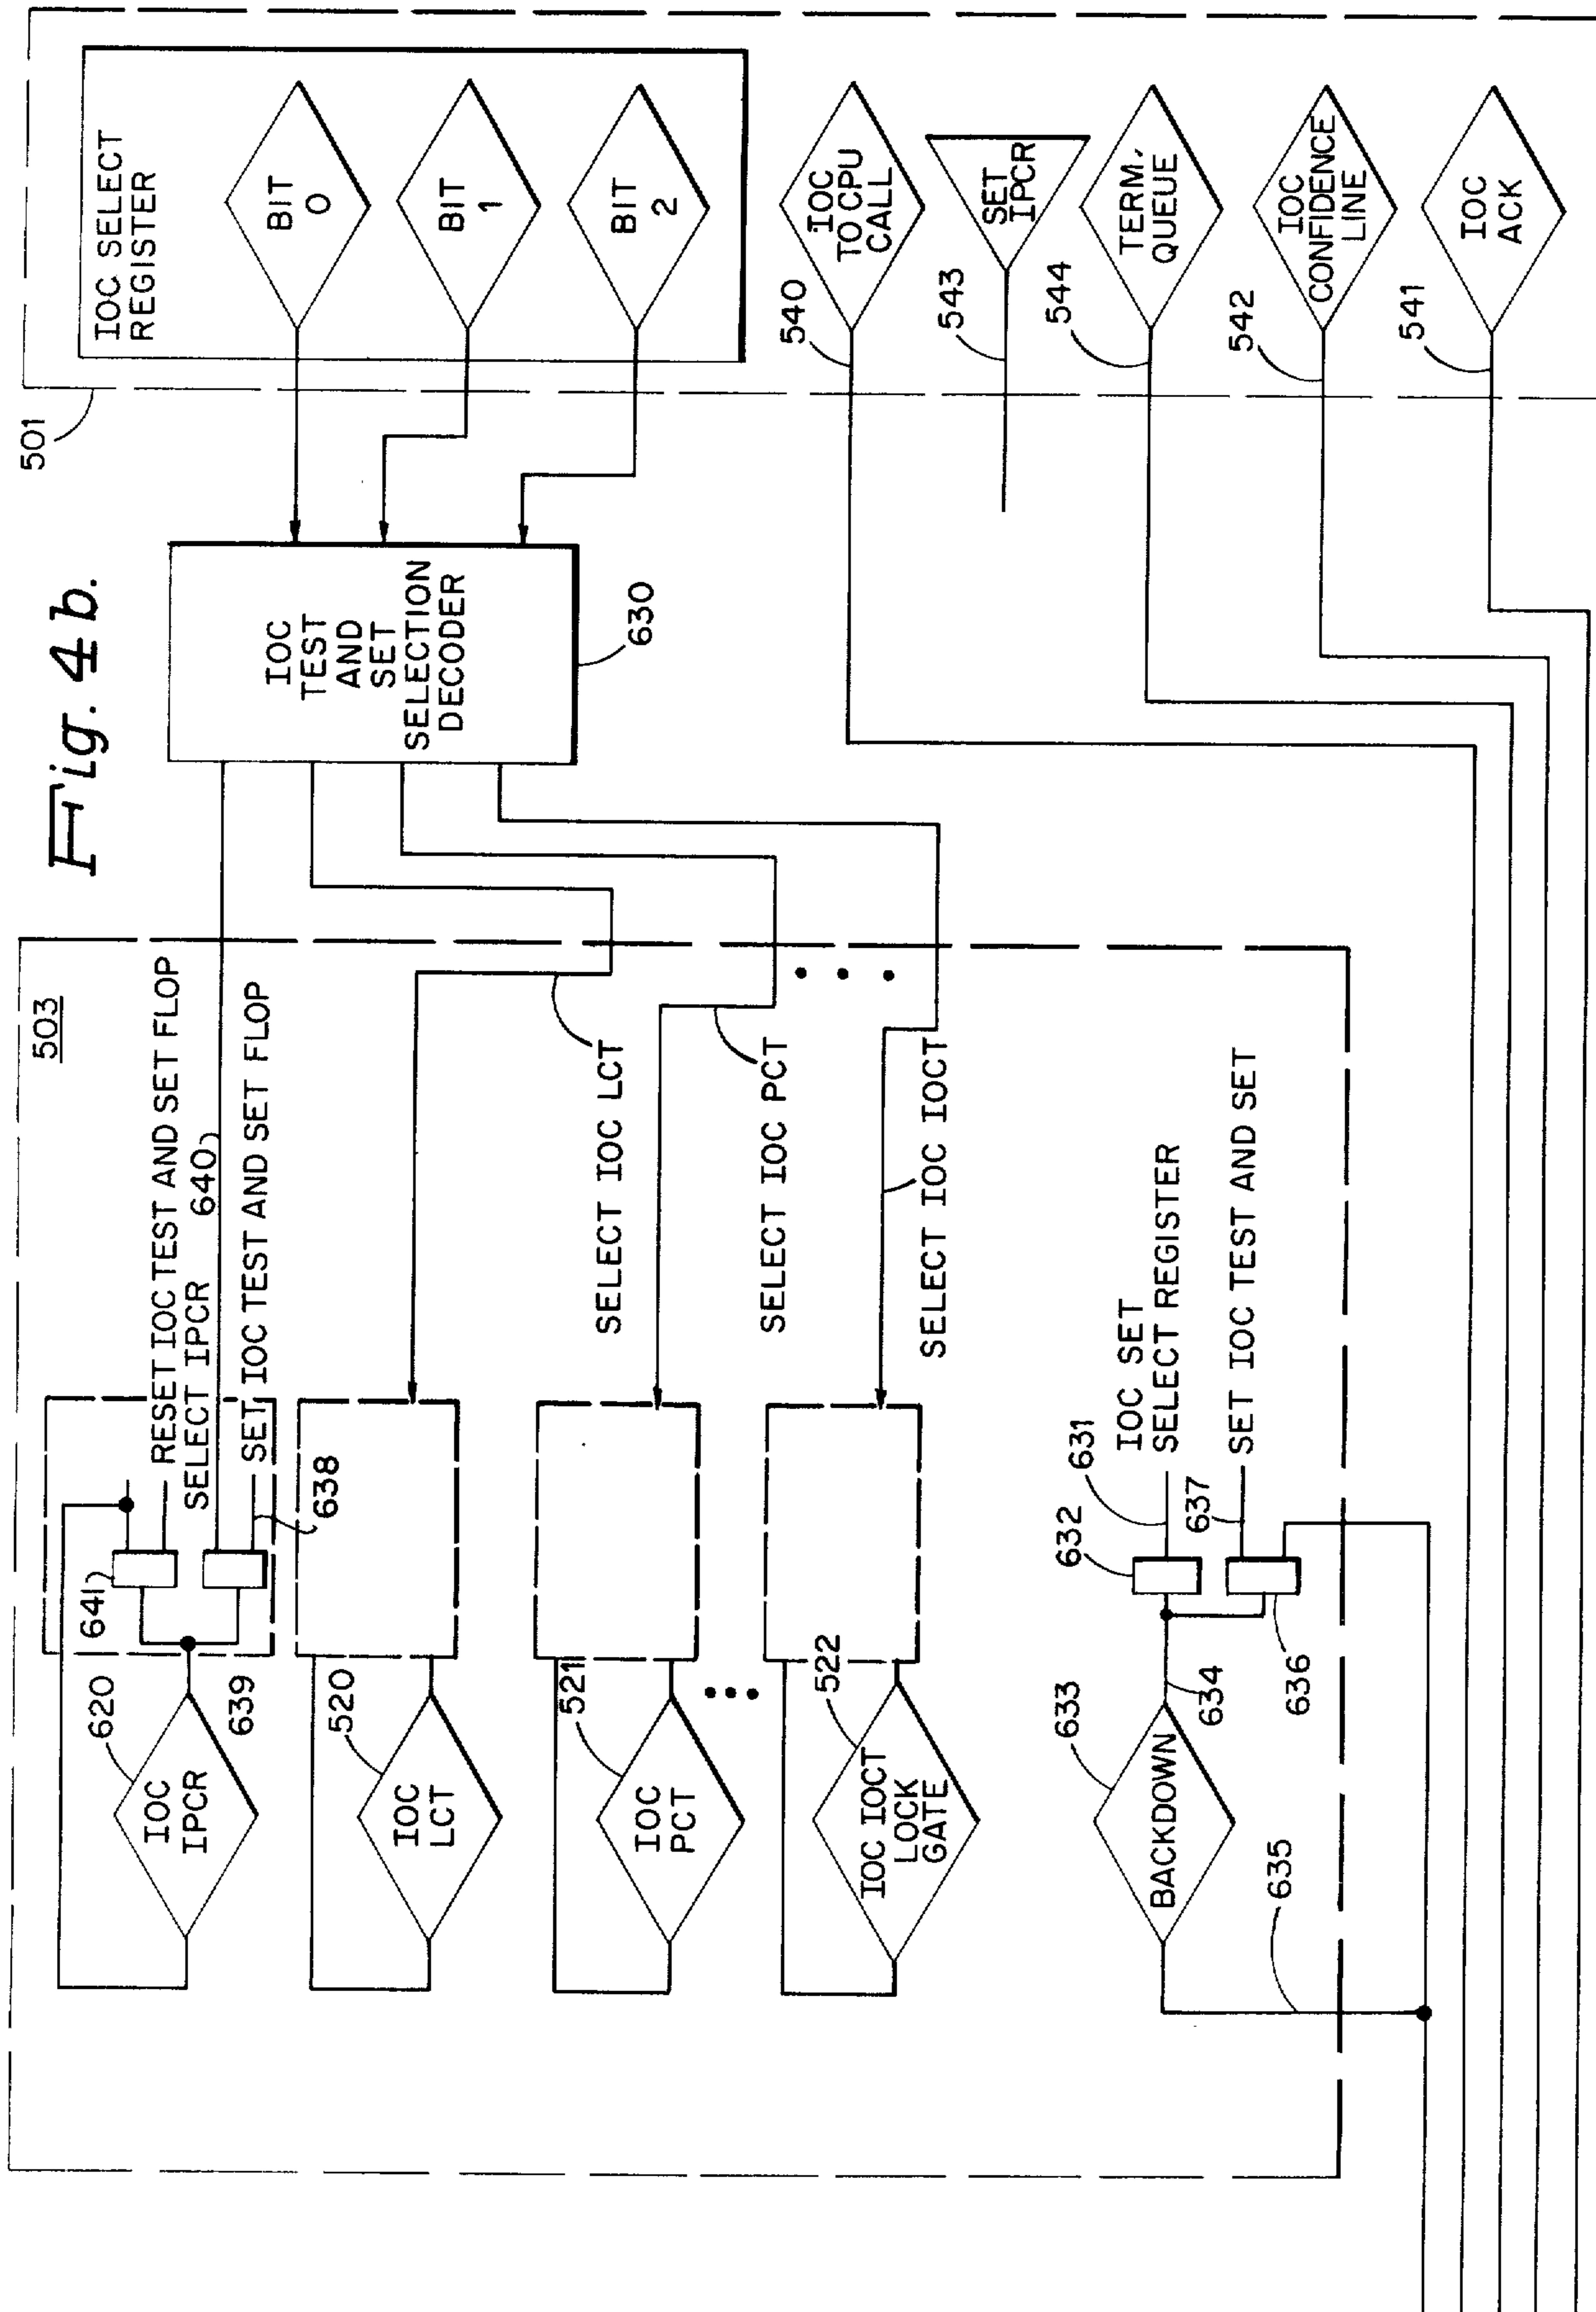 Fig. 4b.
503
501
IOC SELECT
REGISTER
BIT
0
BIT
1
BIT
2
IOC
TEST
AND
SET
SELECTION
DECODER
630
RESET IOC TEST AND SET FLOP
SELECT IPCR
640
SET IOC TEST AND SET FLOP
641
638
639
620
IOC
IPCR
520
IOC
LCT
SELECT IOC LCT
521
IOC
PCT
SELECT IOC PCT
522
IOC IOCT
LOCK
GATE
SELECT IOC IOCT
IOC SET
SELECT REGISTER
631
632
SET IOC TEST AND SET
637
636
634
633
BACKDOWN
635
540
IOC
TO CPU
CALL
543
SET
IPCR
544
TERM,
QUEUE
542
IOC
CONFIDENCE
LINE
541
IOC
ACK